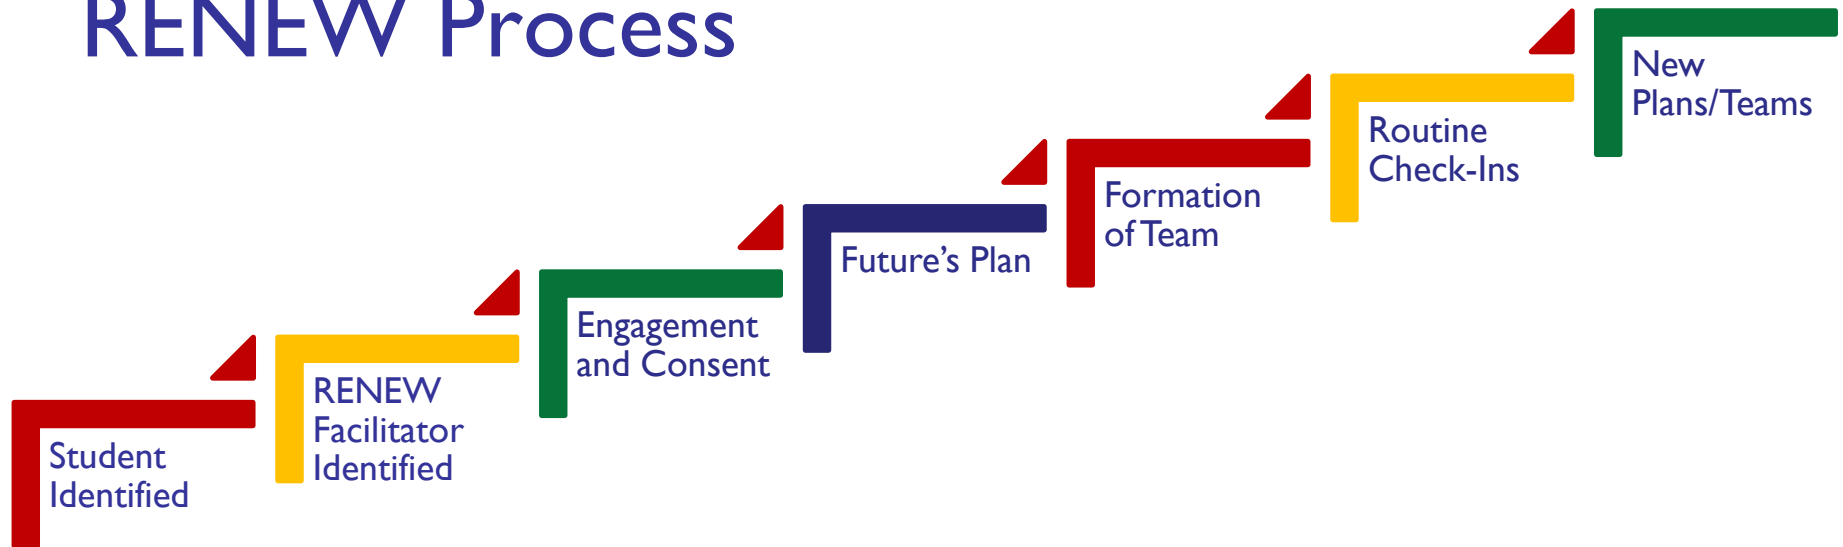 RENEW Process
Student
Identified
RENEW
Facilitator
Identified
Engagement
and Consent
Future’s Plan
Formation
of Team
Routine
Check-Ins
New
Plans/Teams